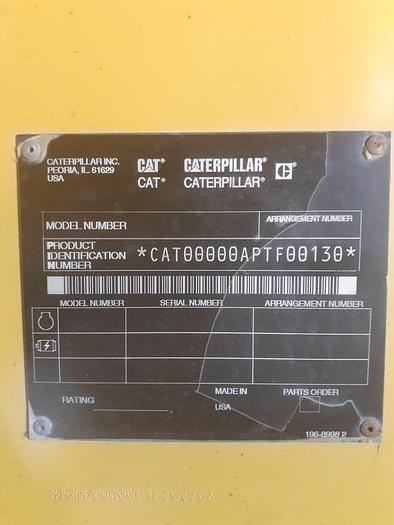 CATERPILLAR INC. CAT® CATERPILLAR®
PEORIA, IL 61629
USA CAT® CATERPILLAR® C®
MODEL NUMBER ARRANGEMENT NUMBER
PRODUCT
IDENTIFICATION *CAT00000APTF00130*
NUMBER
MODEL NUMBER SERIAL NUMBER ARRANGEMENT NUMBER
MADE IN PARTS ORDER
RATING USA
196-8998 2